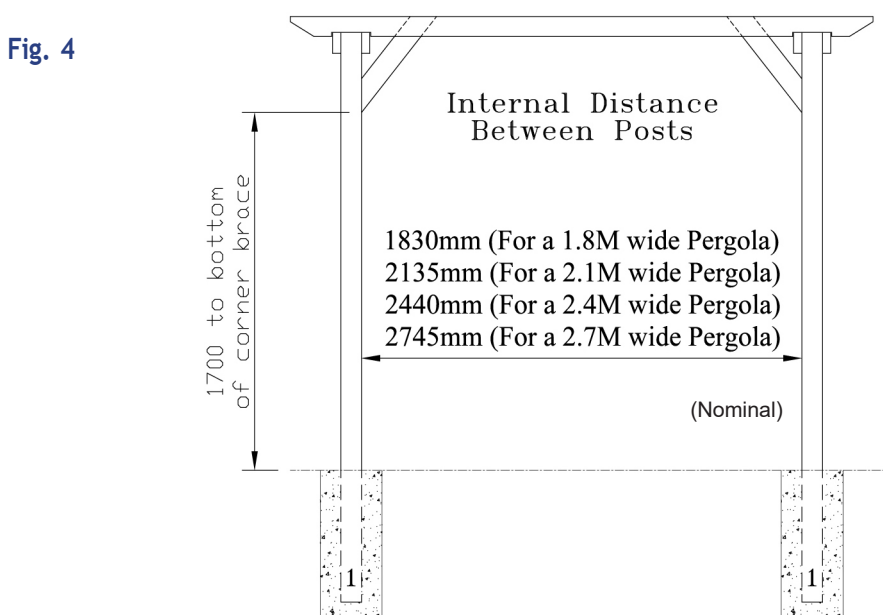 Fig. 4
Internal Distance
Between Posts
1700 to bottom
of corner brace
1830mm (For a 1.8M wide Pergola)
2135mm (For a 2.1M wide Pergola)
2440mm (For a 2.4M wide Pergola)
2745mm (For a 2.7M wide Pergola)
(Nominal)
1
1